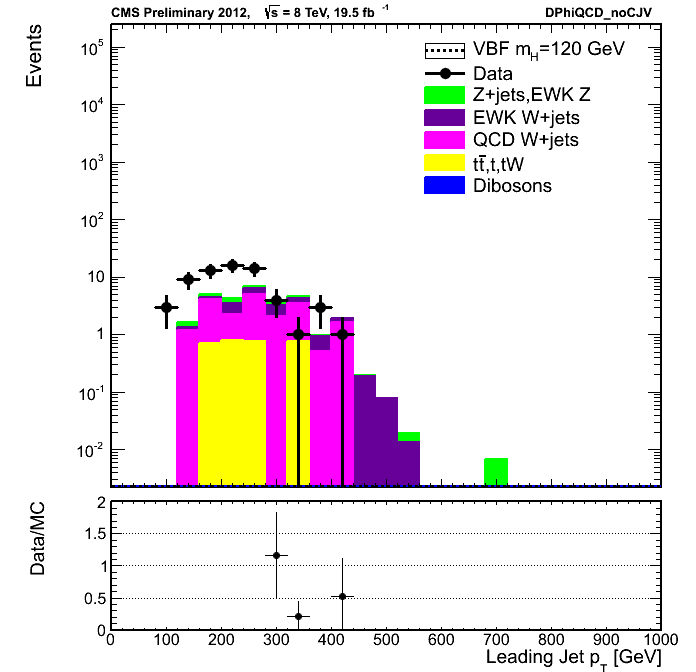 CMS Preliminary 2012, √s = 8 TeV, 19.5 fb⁻¹ DPhiQCD_noCJV
Events
10⁵
10⁴
10³
10²
10
1
10⁻¹
10⁻²
VBF m_H=120 GeV
Data
Z+jets,EWK Z
EWK W+jets
QCD W+jets
tt̅,t,tW
Dibosons
Data/MC
2
1.5
1
0.5
0
0 100 200 300 400 500 600 700 800 900 1000
Leading Jet p_T [GeV]